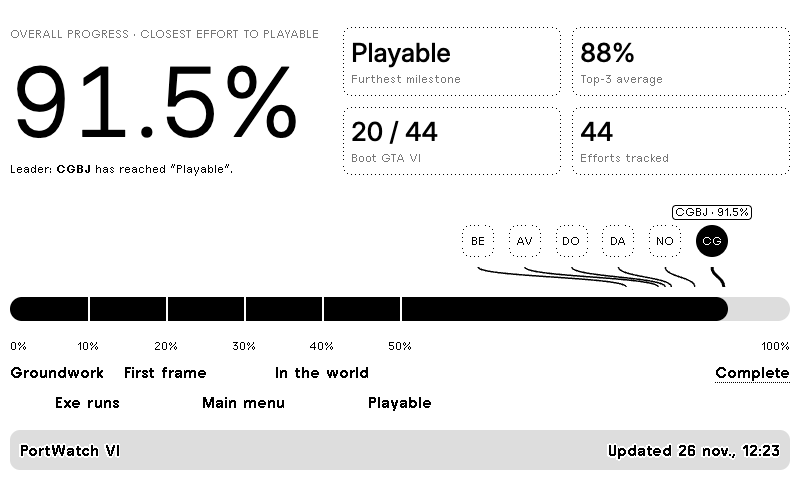 OVERALL PROGRESS · CLOSEST EFFORT TO PLAYABLE
91.5%
Leader: CGBJ has reached “Playable”.
Playable
Furthest milestone
88%
Top-3 average
20 / 44
Boot GTA VI
44
Efforts tracked
CGBJ · 91.5%
BE AV DO DA NO CG
0% 10% 20% 30% 40% 50% 100%
Groundwork First frame In the world Complete
Exe runs Main menu Playable
PortWatch VI Updated 26 nov., 12:23